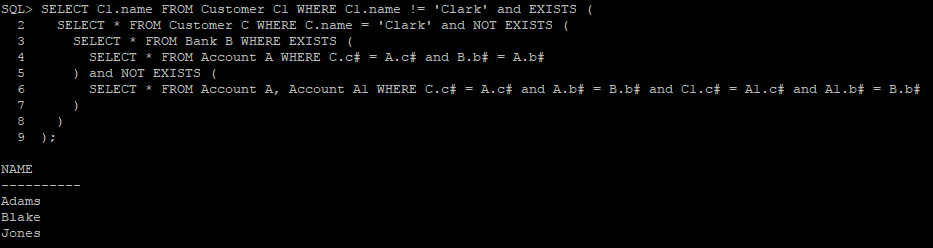 SQL> SELECT C1.name FROM Customer C1 WHERE C1.name != 'Clark' and EXISTS (
  2    SELECT * FROM Customer C WHERE C.name = 'Clark' and NOT EXISTS (
  3      SELECT * FROM Bank B WHERE EXISTS (
  4        SELECT * FROM Account A WHERE C.c# = A.c# and B.b# = A.b#
  5      ) and NOT EXISTS (
  6        SELECT * FROM Account A, Account A1 WHERE C.c# = A.c# and A.b# = B.b# and C1.c# = A1.c# and A1.b# = B.b#
  7      )
  8    )
  9  );
NAME
----------
Adams
Blake
Jones